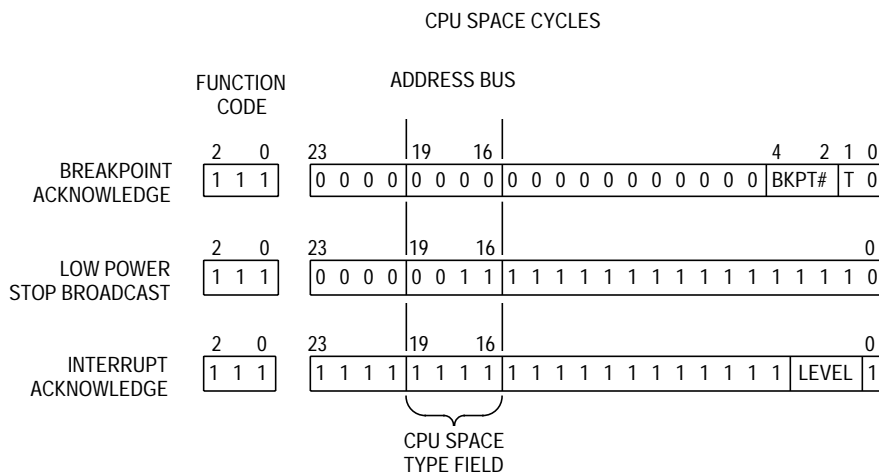 CPU SPACE CYCLES
FUNCTION
CODE
ADDRESS BUS
2 0 23 19 16 4 2 1 0
BREAKPOINT
ACKNOWLEDGE
1 1 1 0 0 0 0 0 0 0 0 0 0 0 0 0 0 0 0 0 0 0 BKPT# T 0
2 0 23 19 16 0
LOW POWER
STOP BROADCAST
1 1 1 0 0 0 0 0 0 1 1 1 1 1 1 1 1 1 1 1 1 1 1 1 1 1 0
2 0 23 19 16 0
INTERRUPT
ACKNOWLEDGE
1 1 1 1 1 1 1 1 1 1 1 1 1 1 1 1 1 1 1 1 1 1 1 LEVEL 1
CPU SPACE
TYPE FIELD